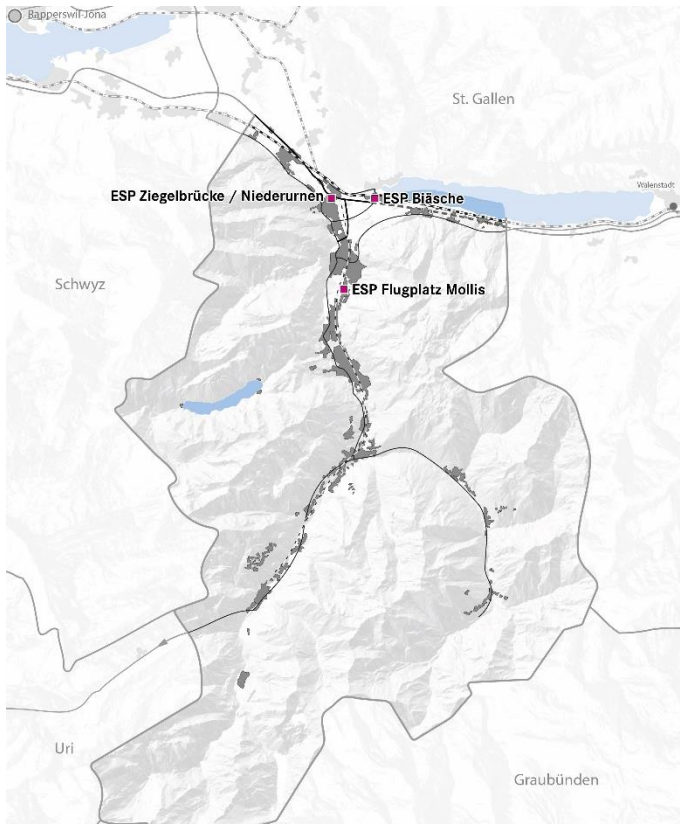 Rapperswil-Jona
St. Gallen
Walenstadt
ESP Ziegelbrücke / Niederurnen
ESP Biäsche
ESP Flugplatz Mollis
Schwyz
Uri
Graubünden